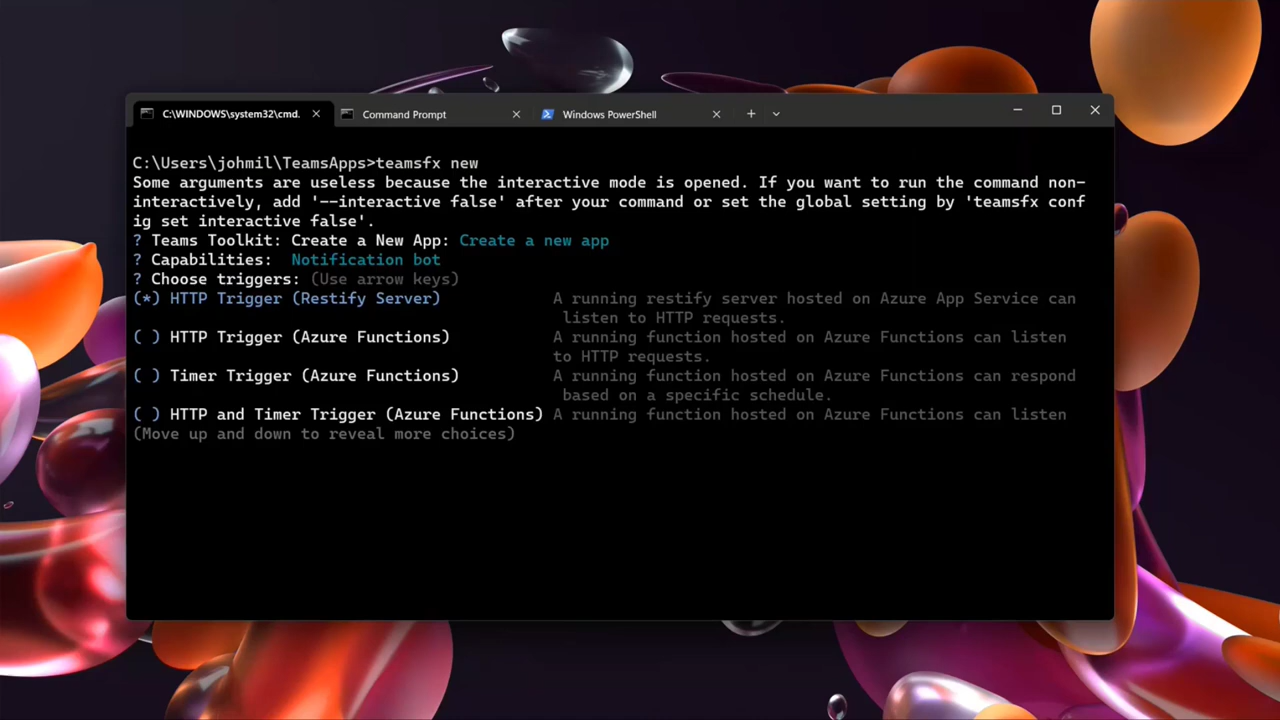 C:\WINDOWS\system32\cmd.
Command Prompt
Windows PowerShell
C:\Users\johmil\TeamsApps>teamsfx new
Some arguments are useless because the interactive mode is opened. If you want to run the command non-
interactively, add '--interactive false' after your command or set the global setting by 'teamsfx conf
ig set interactive false'.
? Teams Toolkit: Create a New App: Create a new app
? Capabilities: Notification bot
? Choose triggers: (Use arrow keys)
(*) HTTP Trigger (Restify Server) A running restify server hosted on Azure App Service can
listen to HTTP requests.
( ) HTTP Trigger (Azure Functions) A running function hosted on Azure Functions can listen
to HTTP requests.
( ) Timer Trigger (Azure Functions) A running function hosted on Azure Functions can respond
based on a specific schedule.
( ) HTTP and Timer Trigger (Azure Functions) A running function hosted on Azure Functions can listen
(Move up and down to reveal more choices)